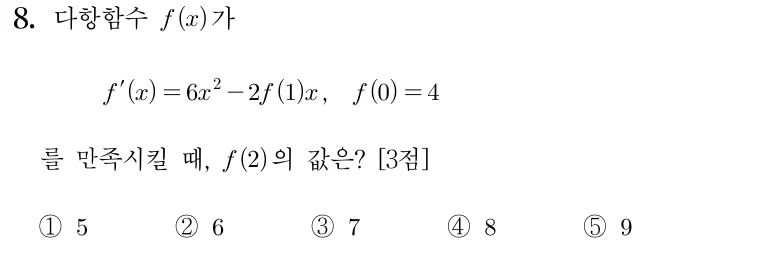 8. 다항함수 f(x)가
f′(x)=6x²−2f(1)x, f(0)=4
를 만족시킬 때, f(2)의 값은? [3점]
① 5 ② 6 ③ 7 ④ 8 ⑤ 9